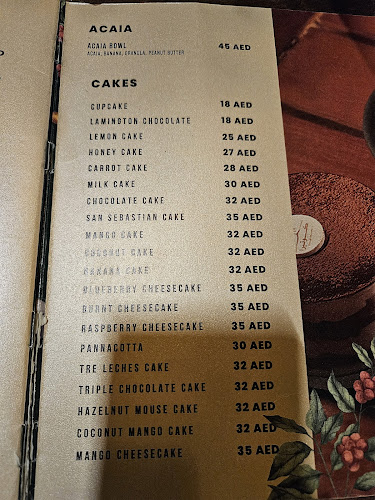 ACAIA
ACAIA BOWL 45 AED
ACAIA, BANANA, GRANOLA, PEANUT BUTTER
CAKES
CUPCAKE 18 AED
LAMINGTON CHOCOLATE 18 AED
LEMON CAKE 25 AED
HONEY CAKE 27 AED
CARROT CAKE 28 AED
MILK CAKE 30 AED
CHOCOLATE CAKE 32 AED
SAN SEBASTIAN CAKE 35 AED
MANGO CAKE 32 AED
COCONUT CAKE 32 AED
BANANA CAKE 32 AED
BLUEBERRY CHEESECAKE 35 AED
BURNT CHEESECAKE 35 AED
RASPBERRY CHEESECAKE 35 AED
PANNACOTTA 30 AED
TRE LECHES CAKE 32 AED
TRIPLE CHOCOLATE CAKE 32 AED
HAZELNUT MOUSE CAKE 32 AED
COCONUT MANGO CAKE 32 AED
MANGO CHEESECAKE 35 AED